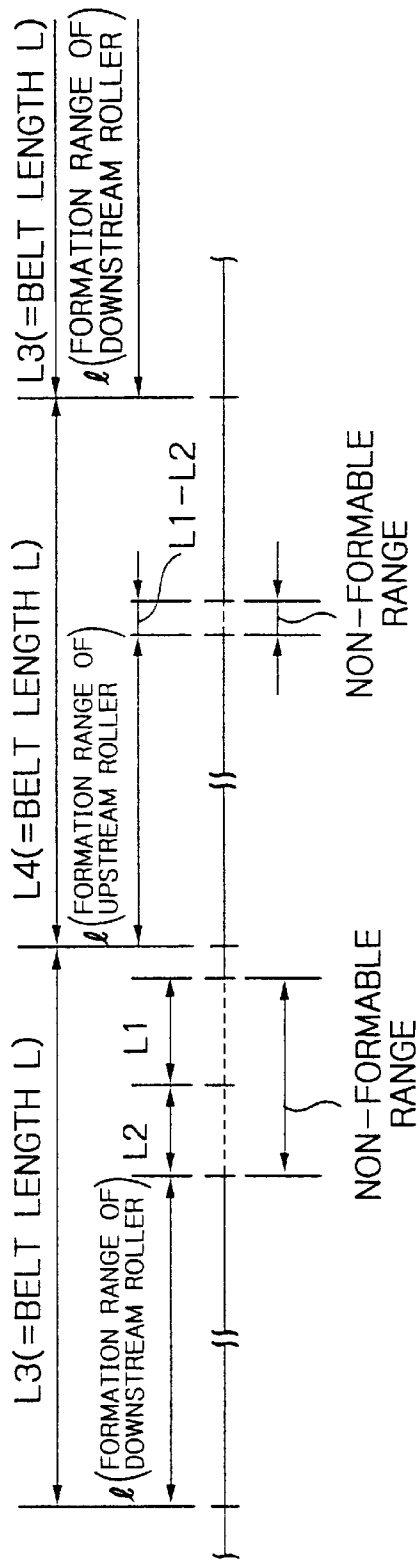 L3(=BELT LENGTH L)
L4(=BELT LENGTH L)
L3(=BELT LENGTH L)
ℓ(FORMATION RANGE OF
DOWNSTREAM ROLLER)
L2
L1
ℓ(FORMATION RANGE OF
UPSTREAM ROLLER)
L1-L2
ℓ(FORMATION RANGE OF
DOWNSTREAM ROLLER)
NON-FORMABLE
RANGE
NON-FORMABLE
RANGE